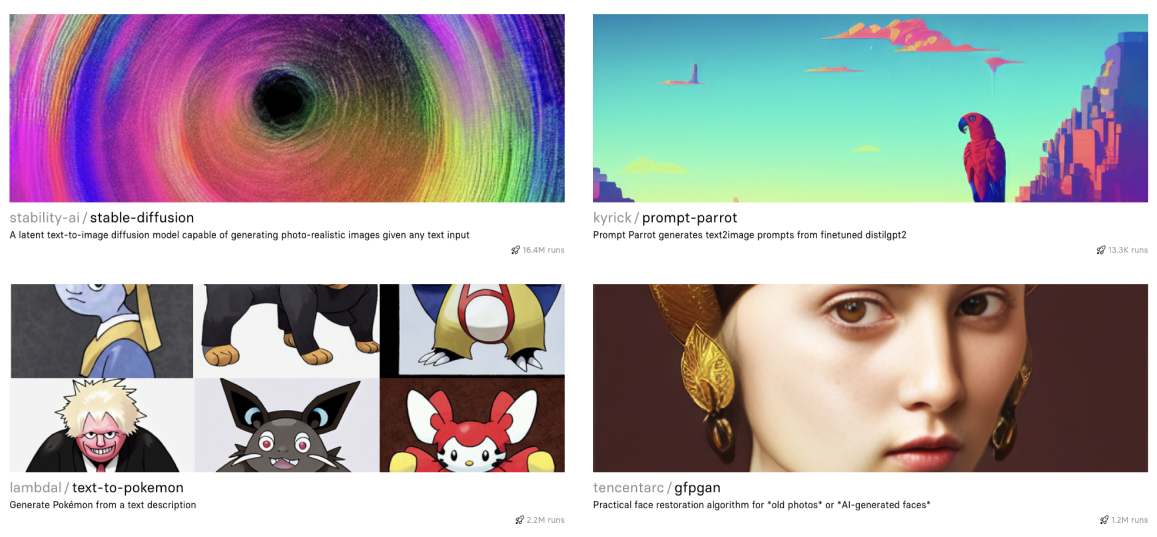 stability-ai / stable-diffusion
A latent text-to-image diffusion model capable of generating photo-realistic images given any text input
16.4M runs
kyrick / prompt-parrot
Prompt Parrot generates text2image prompts from finetuned distilgpt2
13.3K runs
lambdal / text-to-pokemon
Generate Pokémon from a text description
2.2M runs
tencentarc / gfpgan
Practical face restoration algorithm for *old photos* or *AI-generated faces*
1.2M runs